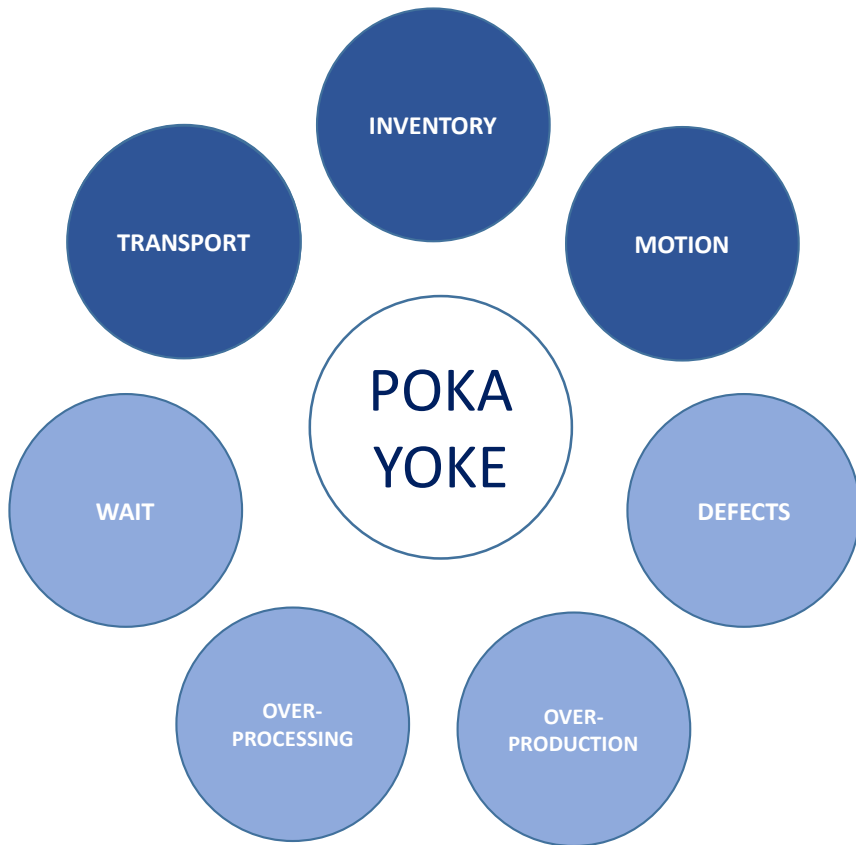 INVENTORY
TRANSPORT
MOTION
POKA
YOKE
WAIT
DEFECTS
OVER-
PROCESSING
OVER-
PRODUCTION